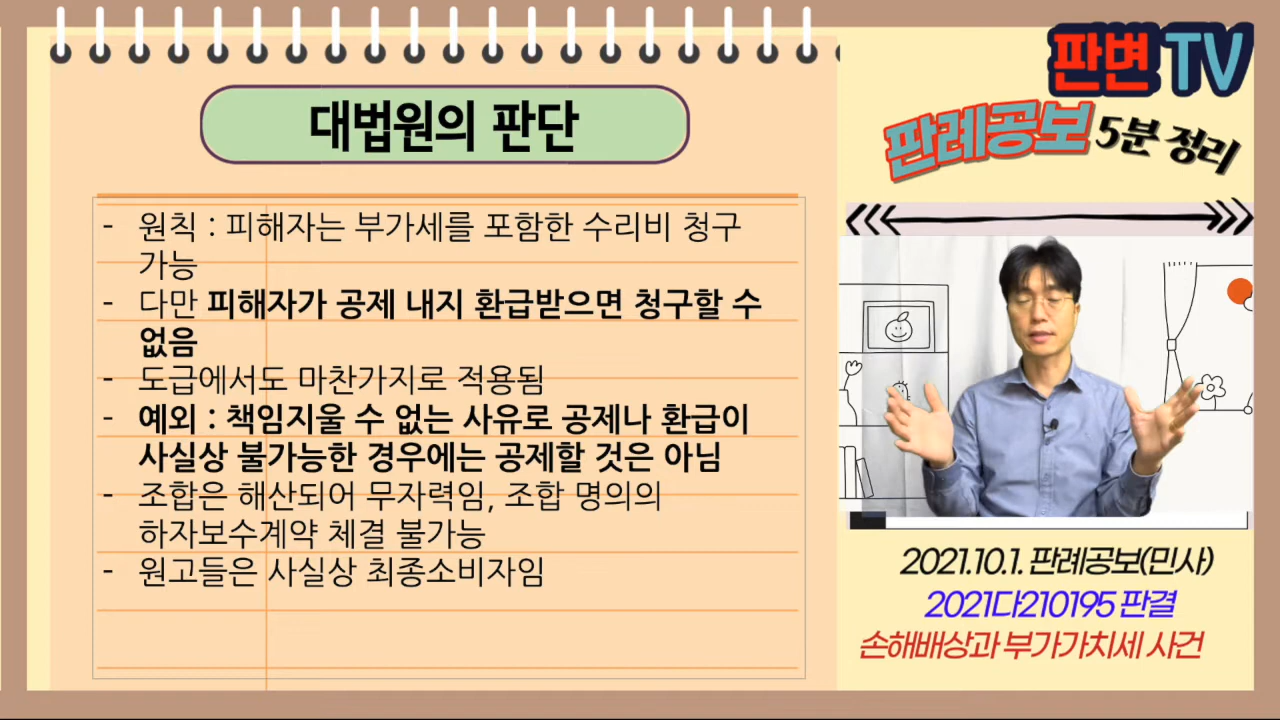 대법원의 판단
- 원칙 : 피해자는 부가세를 포함한 수리비 청구
가능
- 다만 피해자가 공제 내지 환급받으면 청구할 수
없음
- 도급에서도 마찬가지로 적용됨
- 예외 : 책임지울 수 없는 사유로 공제나 환급이
사실상 불가능한 경우에는 공제할 것은 아님
- 조합은 해산되어 무자력임, 조합 명의의
하자보수계약 체결 불가능
- 원고들은 사실상 최종소비자임
판변 TV
판례공보 5분 정리
2021.10.1. 판례공보(민사)
2021다210195 판결
손해배상과 부가가치세 사건